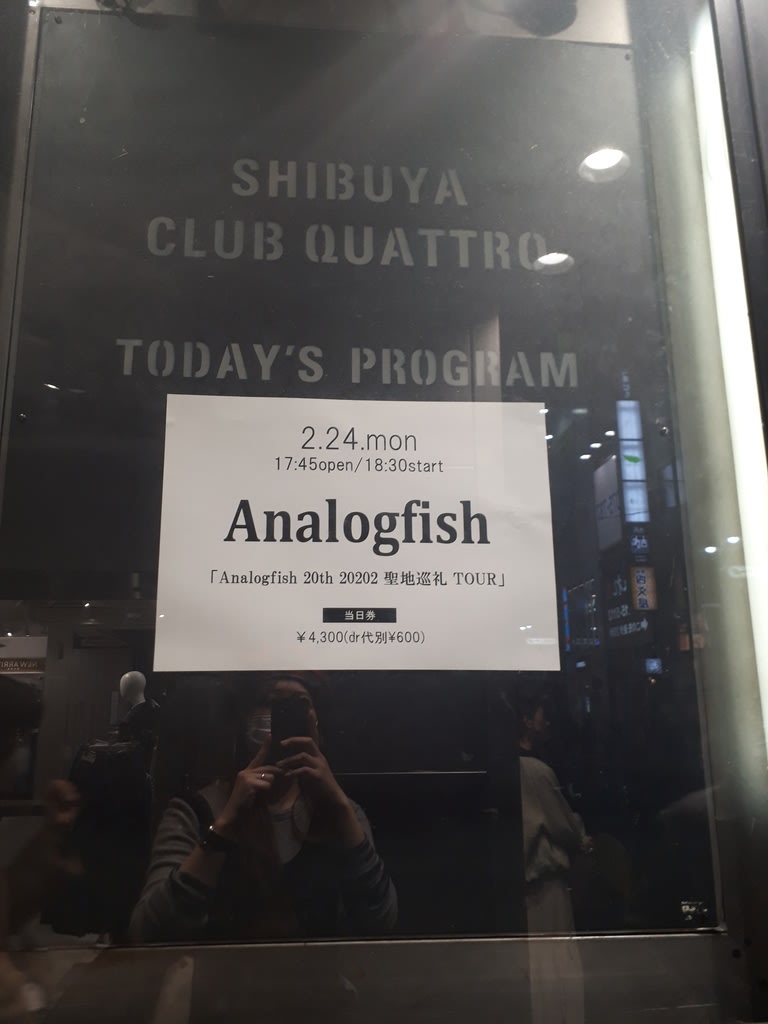 SHIBUYA
CLUB QUATTRO
TODAY'S PROGRAM
2.24.mon
17:45open/18:30start
Analogfish
「Analogfish 20th 20202 聖地巡礼 TOUR」
当日券
￥4,300(dr代別¥600)